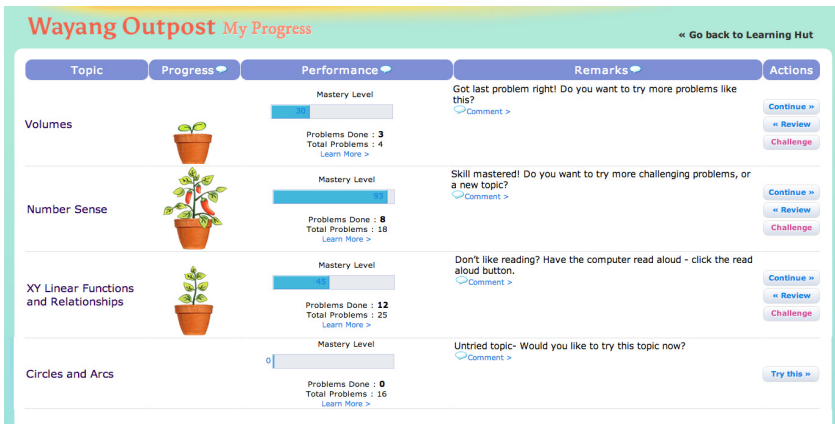 Wayang Outpost My Progress
« Go back to Learning Hut
Topic Progress Performance Remarks Actions
Volumes
Mastery Level
30
Problems Done : 3
Total Problems : 4
Learn More >
Got last problem right! Do you want to try more problems like
this?
Comment >
Continue »
« Review
Challenge
Number Sense
Mastery Level
93
Problems Done : 8
Total Problems : 18
Learn More >
Skill mastered! Do you want to try more challenging problems, or
a new topic?
Comment >
Continue »
« Review
Challenge
XY Linear Functions
and Relationships
Mastery Level
45
Problems Done : 12
Total Problems : 25
Learn More >
Don't like reading? Have the computer read aloud - click the read
aloud button.
Comment >
Continue »
« Review
Challenge
Circles and Arcs
Mastery Level
0
Problems Done : 0
Total Problems : 16
Learn More >
Untried topic- Would you like to try this topic now?
Comment >
Try this »